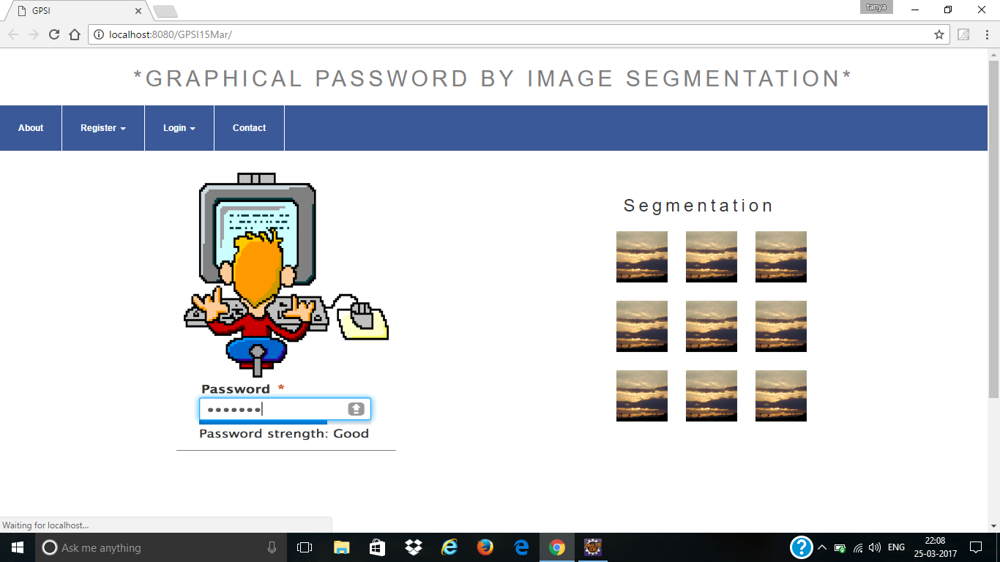 GPSI
tanya
localhost:8080/GPSI15Mar/
*GRAPHICAL PASSWORD BY IMAGE SEGMENTATION*
About Register Login Contact
Segmentation
Password *
Password strength: Good
Waiting for localhost...
Ask me anything
ENG
22:08
25-03-2017